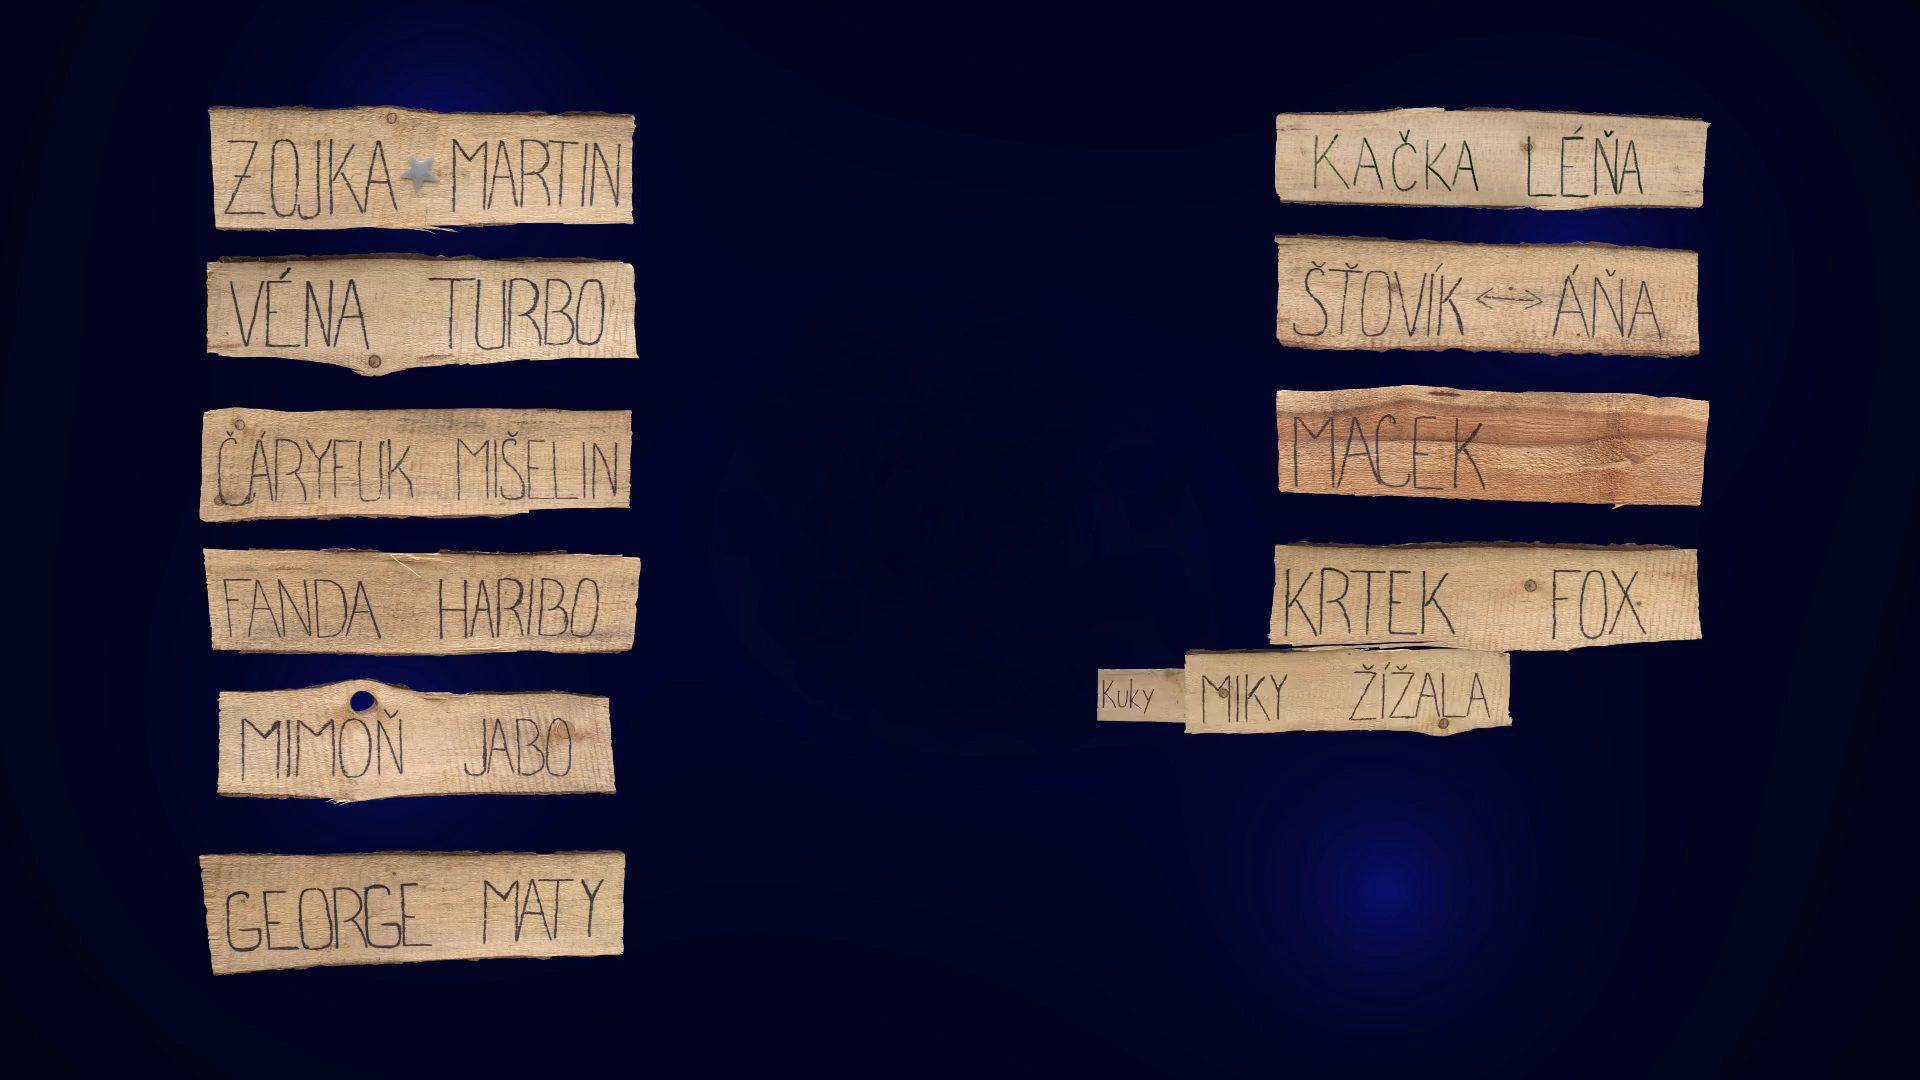 ZOJKA MARTIN
VÉNA TURBO
ČÁRYFUK MIŠELIN
FANDA HARIBO
MIMOŇ JABO
GEORGE MATY
KAČKA LÉŇA
ŠŤOVÍK ↔ ÁŇA
MACEK
KRTEK FOX
Kuky MIKY ŽÍŽALA